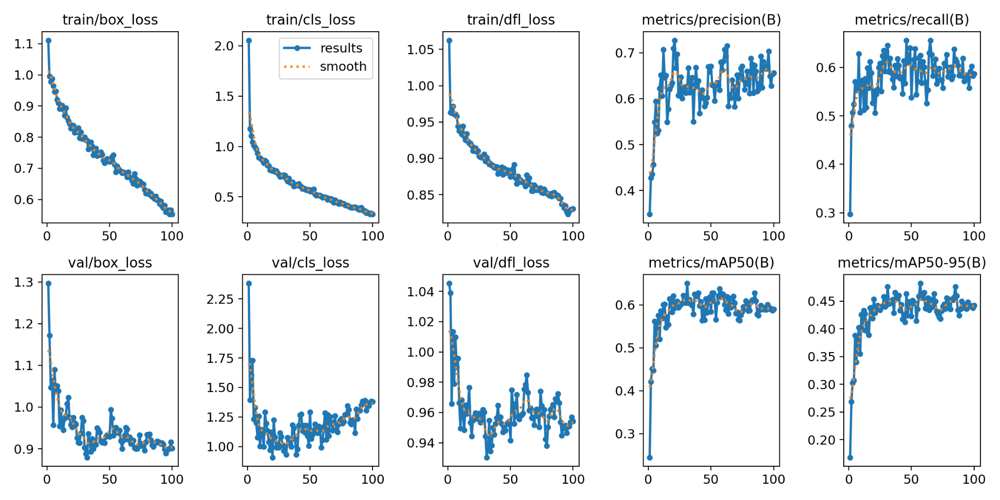 train/box_loss
1.1
1.0
0.9
0.8
0.7
0.6
0 50 100
train/cls_loss
results
smooth
2.0
1.5
1.0
0.5
0 50 100
train/dfl_loss
1.05
1.00
0.95
0.90
0.85
0 50 100
metrics/precision(B)
0.7
0.6
0.5
0.4
0 50 100
metrics/recall(B)
0.6
0.5
0.4
0.3
0 50 100
val/box_loss
1.3
1.2
1.1
1.0
0.9
0 50 100
val/cls_loss
2.25
2.00
1.75
1.50
1.25
1.00
0 50 100
val/dfl_loss
1.04
1.02
1.00
0.98
0.96
0.94
0 50 100
metrics/mAP50(B)
0.6
0.5
0.4
0.3
0 50 100
metrics/mAP50-95(B)
0.45
0.40
0.35
0.30
0.25
0.20
0 50 100